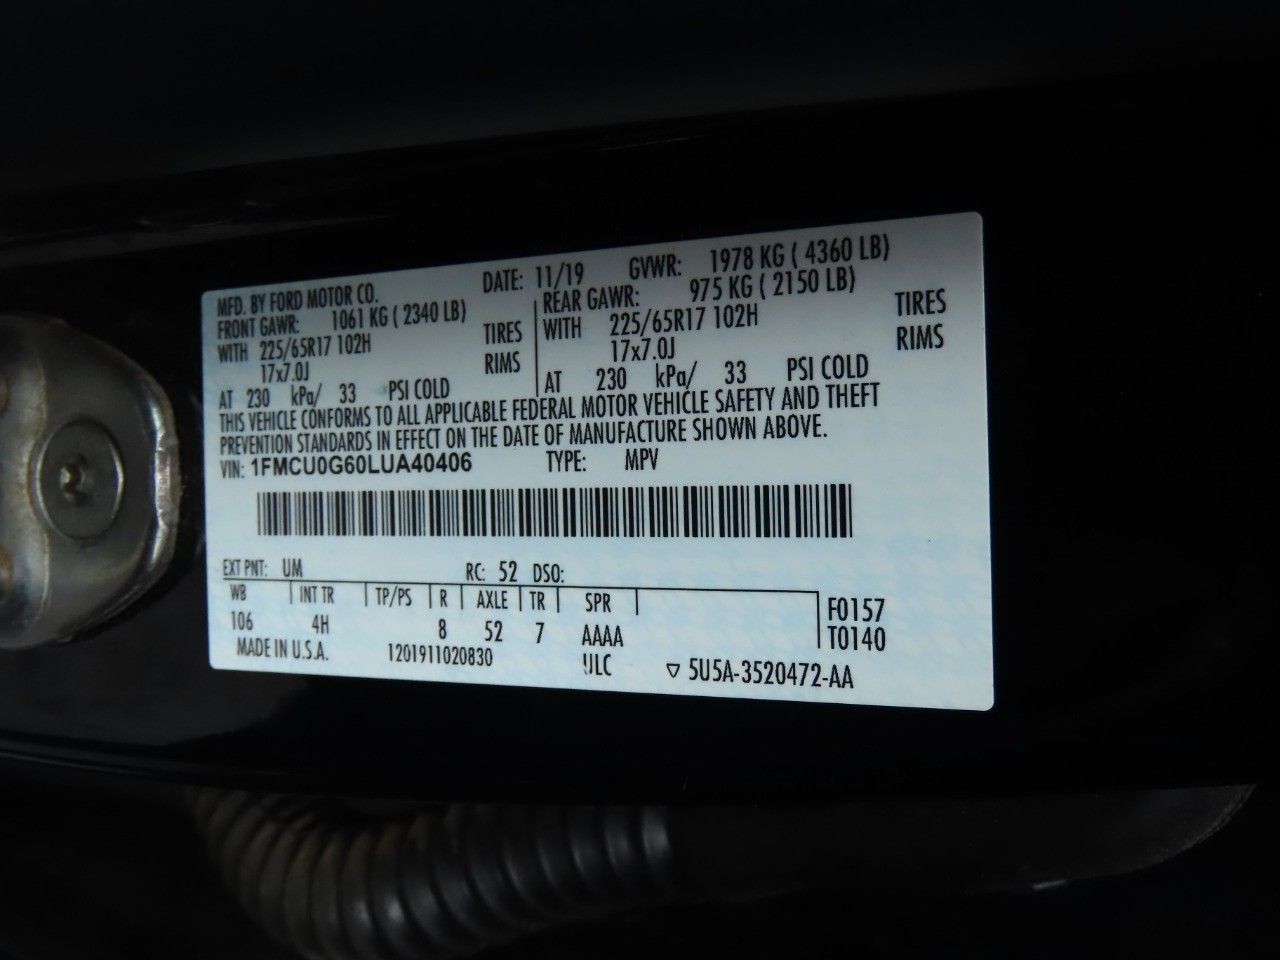 MFD. BY FORD MOTOR CO.
DATE: 11/19 GVWR: 1978 KG ( 4360 LB)
FRONT GAWR: 1061 KG ( 2340 LB)
WITH 225/65R17 102H TIRES
17x7.0J RIMS
AT 230 kPa/ 33 PSI COLD
REAR GAWR: 975 KG ( 2150 LB)
WITH 225/65R17 102H TIRES
17x7.0J RIMS
AT 230 kPa/ 33 PSI COLD
THIS VEHICLE CONFORMS TO ALL APPLICABLE FEDERAL MOTOR VEHICLE SAFETY AND THEFT
PREVENTION STANDARDS IN EFFECT ON THE DATE OF MANUFACTURE SHOWN ABOVE.
VIN: 1FMCU0G60LUA40406 TYPE: MPV
EXT PNT: UM RC: 52 DSO:
WB INT TR TP/PS R AXLE TR SPR
106 4H 8 52 7 AAAA
F0157
T0140
MADE IN U.S.A. 1201911020830 ULC ▽ 5U5A-3520472-AA